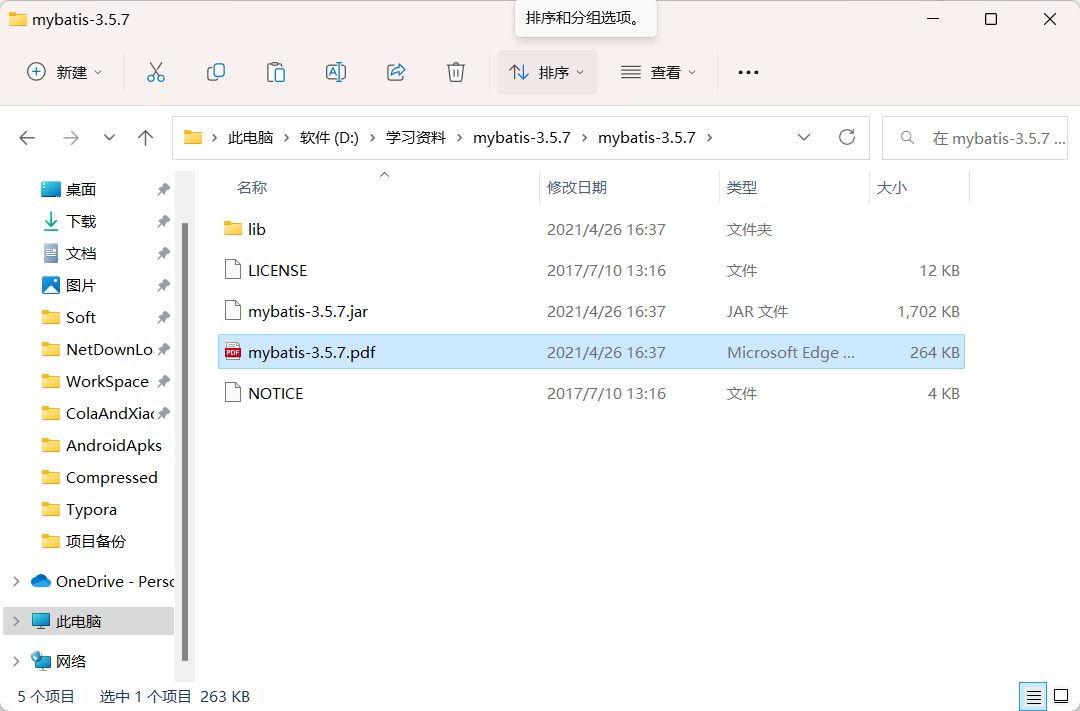 mybatis-3.5.7
排序和分组选项。
新建
排序
查看
此电脑 软件 (D:) 学习资料 mybatis-3.5.7 mybatis-3.5.7
在 mybatis-3.5.7 ...
桌面
下载
文档
图片
Soft
NetDownLo
WorkSpace
ColaAndXiao
AndroidApks
Compressed
Typora
项目备份
OneDrive - Perso
此电脑
网络
名称 修改日期 类型 大小
lib 2021/4/26 16:37 文件夹
LICENSE 2017/7/10 13:16 文件 12 KB
mybatis-3.5.7.jar 2021/4/26 16:37 JAR 文件 1,702 KB
PDF mybatis-3.5.7.pdf 2021/4/26 16:37 Microsoft Edge ... 264 KB
NOTICE 2017/7/10 13:16 文件 4 KB
5 个项目 选中 1 个项目 263 KB